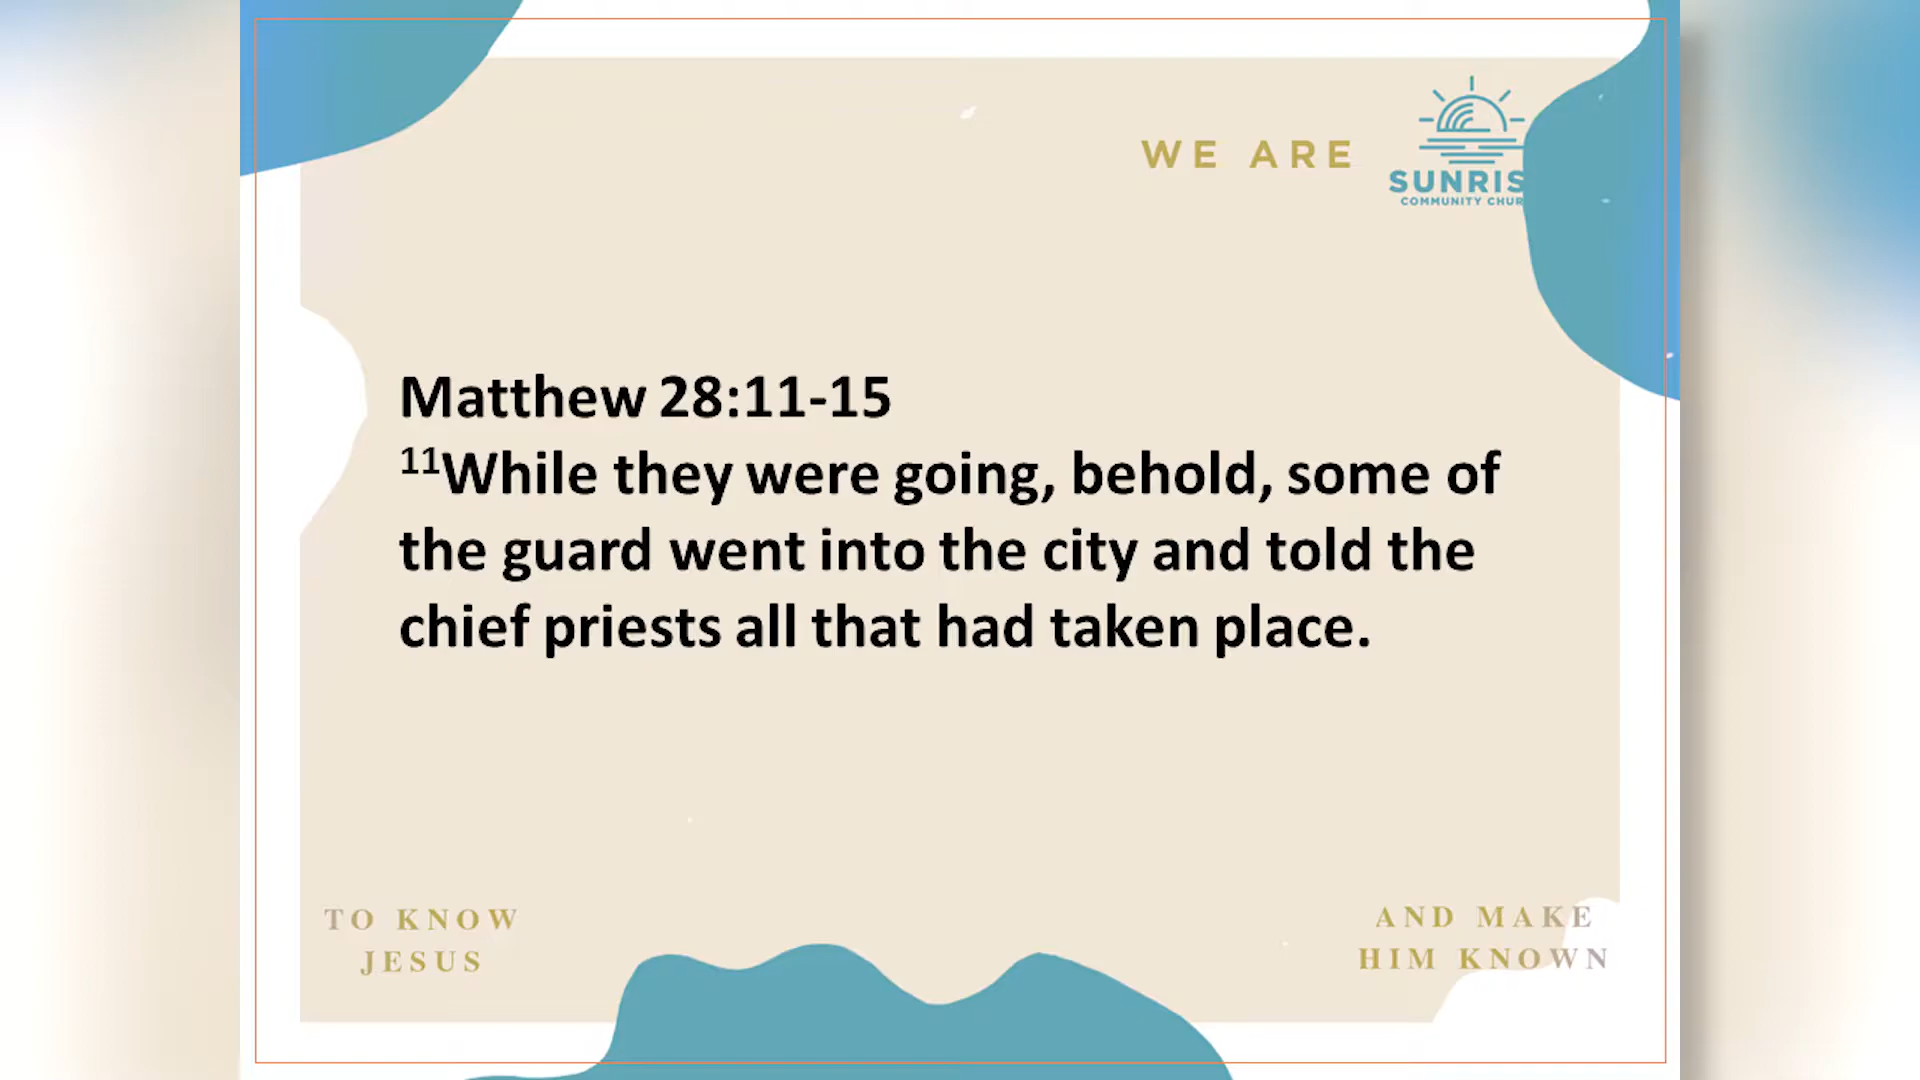 WE ARE
SUNRIS
COMMUNITY CHUR
Matthew 28:11-15
11While they were going, behold, some of
the guard went into the city and told the
chief priests all that had taken place.
TO KNOW
JESUS
AND MAKE
HIM KNOWN